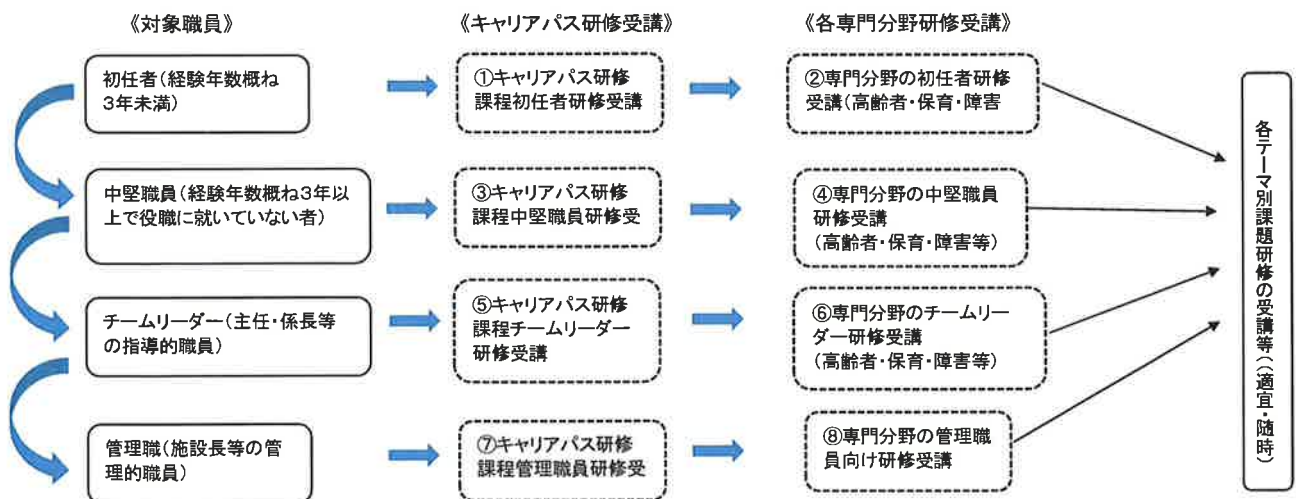 《対象職員》
《キャリアパス研修受講》
《各専門分野研修受講》
初任者(経験年数概ね
3年未満)
①キャリアパス研修
課程初任者研修受講
②専門分野の初任者研修
受講(高齢者・保育・障害
中堅職員(経験年数概ね3年以
上で役職に就いていない者)
③キャリアパス研修
課程中堅職員研修受
④専門分野の中堅職員
研修受講
(高齢者・保育・障害等)
チームリーダー(主任・係長等
の指導的職員)
⑤キャリアパス研修
課程チームリーダー
研修受講
⑥専門分野のチームリー
ダー研修受講
(高齢者・保育・障害等)
管理職(施設長等の管
理的職員)
⑦キャリアパス研修
課程管理職員研修受
⑧専門分野の管理職
員向け研修受講
各テーマ別課題研修の受講等((適宜・随時)